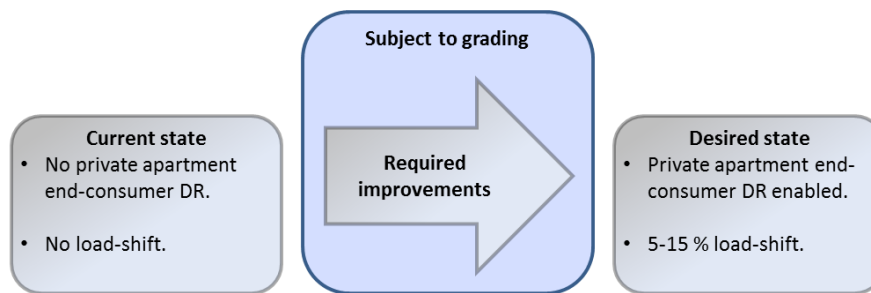 Subject to grading
Current state
• No private apartment
end-consumer DR.
• No load-shift.
Required
improvements
Desired state
• Private apartment end-
consumer DR enabled.
• 5-15 % load-shift.